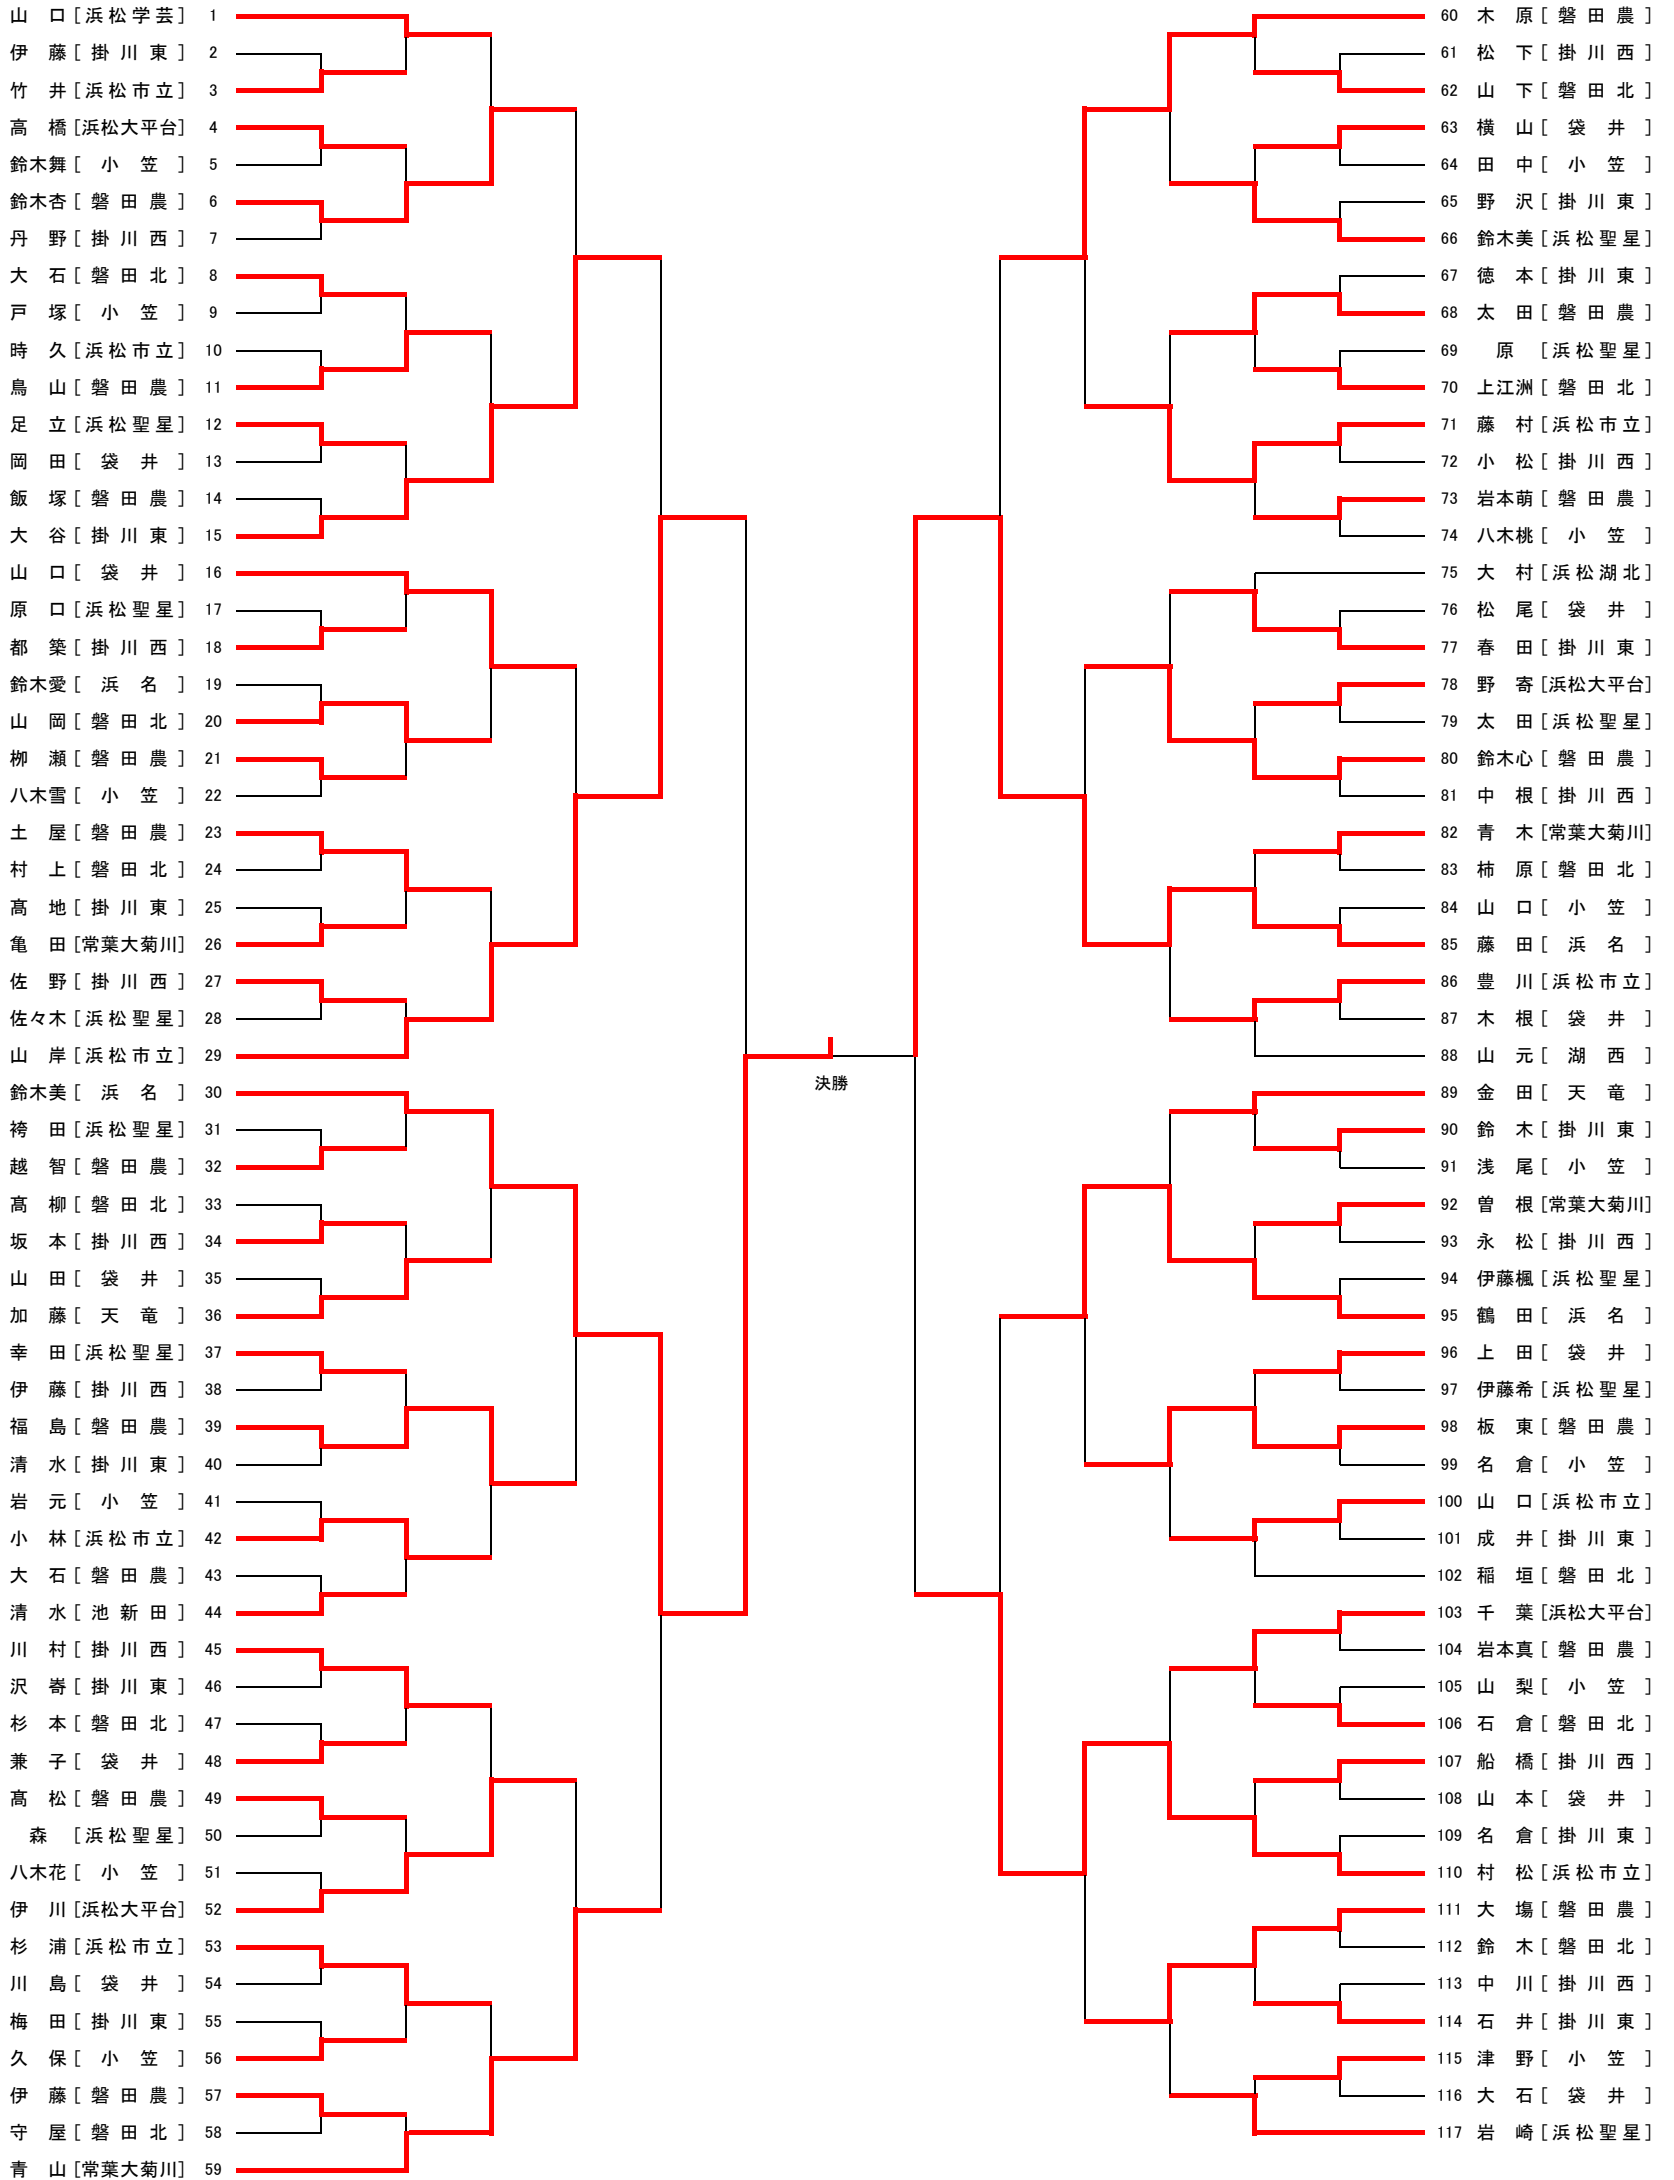 山　口 [浜松学芸] 1
伊　藤 [掛川東] 2
竹　井 [浜松市立] 3
高　橋 [浜松大平台] 4
鈴木舞 [小笠] 5
鈴木杏 [磐田農] 6
丹　野 [掛川西] 7
大　石 [磐田北] 8
戸　塚 [小笠] 9
時　久 [浜松市立] 10
鳥　山 [磐田農] 11
足　立 [浜松聖星] 12
岡　田 [袋井] 13
飯　塚 [磐田農] 14
大　谷 [掛川東] 15
山　口 [袋井] 16
原　口 [浜松聖星] 17
都　築 [掛川西] 18
鈴木愛 [浜名] 19
山　岡 [磐田北] 20
栁　瀬 [磐田農] 21
八木雪 [小笠] 22
土　屋 [磐田農] 23
村　上 [磐田北] 24
髙　地 [掛川東] 25
亀　田 [常葉大菊川] 26
佐　野 [掛川西] 27
佐々木 [浜松聖星] 28
山　岸 [浜松市立] 29
鈴木美 [浜名] 30
袴　田 [浜松聖星] 31
越　智 [磐田農] 32
髙　柳 [磐田北] 33
坂　本 [掛川西] 34
山　田 [袋井] 35
加　藤 [天竜] 36
幸　田 [浜松聖星] 37
伊　藤 [掛川西] 38
福　島 [磐田農] 39
清　水 [掛川東] 40
岩　元 [小笠] 41
小　林 [浜松市立] 42
大　石 [磐田農] 43
清　水 [池新田] 44
川　村 [掛川西] 45
沢　嵜 [掛川東] 46
杉　本 [磐田北] 47
兼　子 [袋井] 48
髙　松 [磐田農] 49
森 [浜松聖星] 50
八木花 [小笠] 51
伊　川 [浜松大平台] 52
杉　浦 [浜松市立] 53
川　島 [袋井] 54
梅　田 [掛川東] 55
久　保 [小笠] 56
伊　藤 [磐田農] 57
守　屋 [磐田北] 58
青　山 [常葉大菊川] 59
決勝
60 木　原 [磐田農]
61 松　下 [掛川西]
62 山　下 [磐田北]
63 横　山 [袋井]
64 田　中 [小笠]
65 野　沢 [掛川東]
66 鈴木美 [浜松聖星]
67 徳　本 [掛川東]
68 太　田 [磐田農]
69 原 [浜松聖星]
70 上江洲 [磐田北]
71 藤　村 [浜松市立]
72 小　松 [掛川西]
73 岩本萌 [磐田農]
74 八木桃 [小笠]
75 大　村 [浜松湖北]
76 松　尾 [袋井]
77 春　田 [掛川東]
78 野　寄 [浜松大平台]
79 太　田 [浜松聖星]
80 鈴木心 [磐田農]
81 中　根 [掛川西]
82 青　木 [常葉大菊川]
83 柿　原 [磐田北]
84 山　口 [小笠]
85 藤　田 [浜名]
86 豊　川 [浜松市立]
87 木　根 [袋井]
88 山　元 [湖西]
89 金　田 [天竜]
90 鈴　木 [掛川東]
91 浅　尾 [小笠]
92 曽　根 [常葉大菊川]
93 永　松 [掛川西]
94 伊藤楓 [浜松聖星]
95 鶴　田 [浜名]
96 上　田 [袋井]
97 伊藤希 [浜松聖星]
98 板　東 [磐田農]
99 名　倉 [小笠]
100 山　口 [浜松市立]
101 成　井 [掛川東]
102 稲　垣 [磐田北]
103 千　葉 [浜松大平台]
104 岩本真 [磐田農]
105 山　梨 [小笠]
106 石　倉 [磐田北]
107 船　橋 [掛川西]
108 山　本 [袋井]
109 名　倉 [掛川東]
110 村　松 [浜松市立]
111 大　塲 [磐田農]
112 鈴　木 [磐田北]
113 中　川 [掛川西]
114 石　井 [掛川東]
115 津　野 [小笠]
116 大　石 [袋井]
117 岩　崎 [浜松聖星]